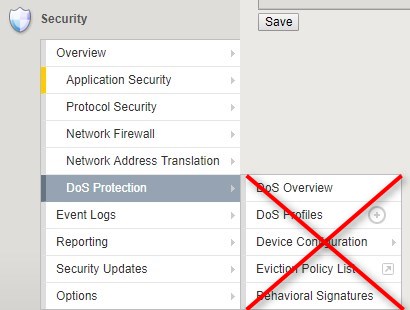 Security
Save
Overview
Application Security
Protocol Security
Network Firewall
Network Address Translation
DoS Protection
DoS Overview
Event Logs
DoS Profiles
Reporting
Device Configuration
Security Updates
Eviction Policy List
Options
Behavioral Signatures